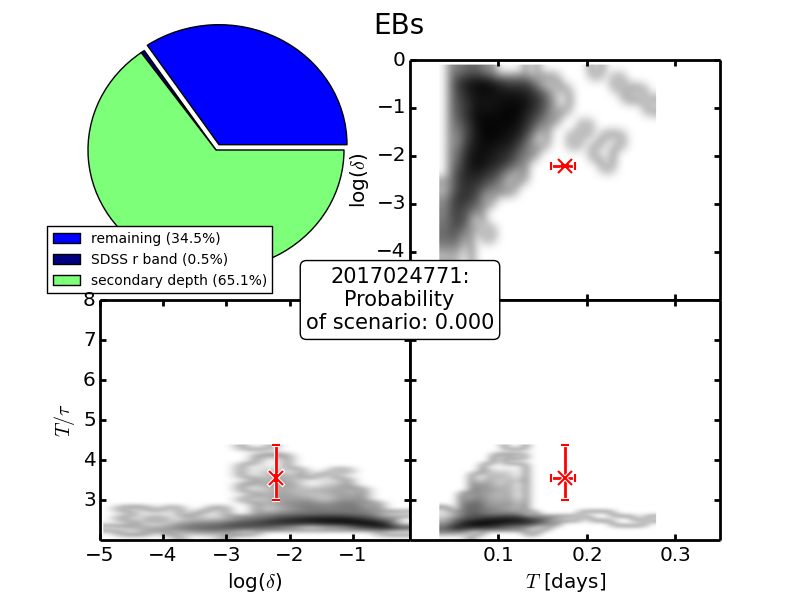 EBs
0
−1
−2
−3
−4
log(δ)
remaining (34.5%)
SDSS r band (0.5%)
secondary depth (65.1%)
2017024771:
Probability
of scenario: 0.000
8
7
6
5
4
3
T/τ
−5 −4 −3 −2 −1
log(δ)
0.1 0.2 0.3
T [days]